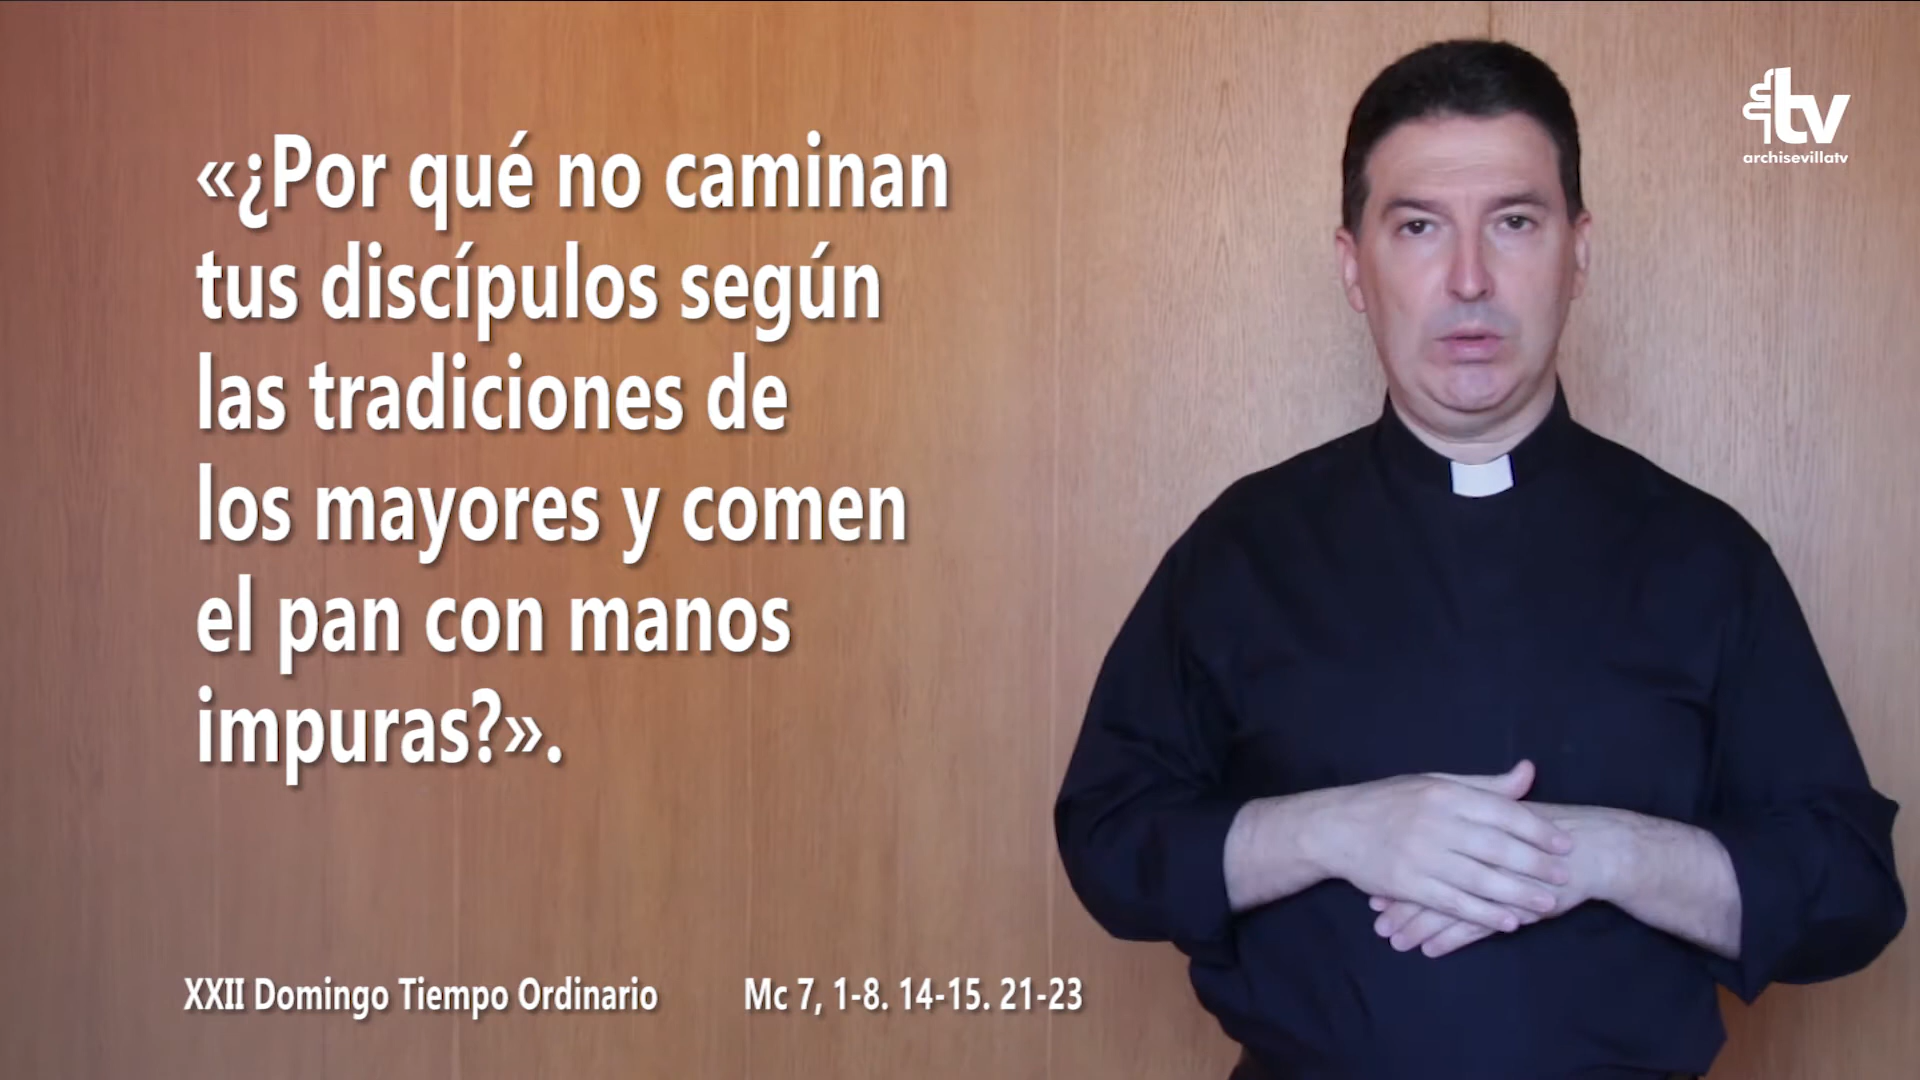 «¿Por qué no caminan
tus discípulos según
las tradiciones de
los mayores y comen
el pan con manos
impuras?».
XXII Domingo Tiempo Ordinario
Mc 7, 1-8. 14-15. 21-23
tv
archisevillatv